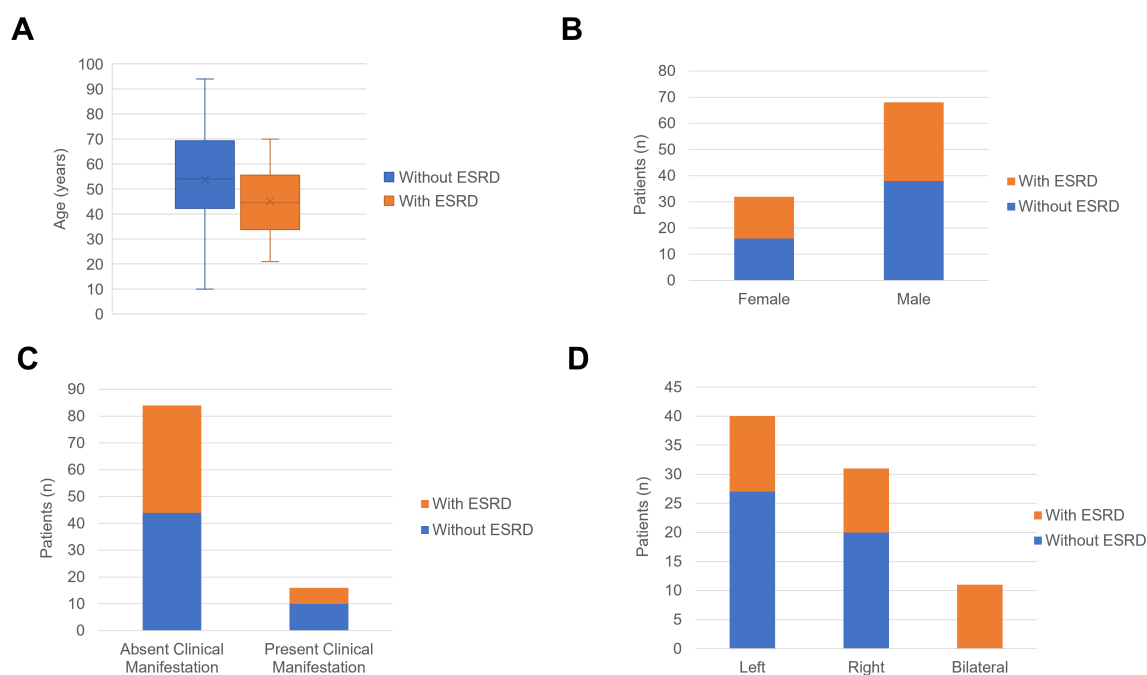 A
Age (years)
100
90
80
70
60
50
40
30
20
10
0
Without ESRD
With ESRD
B
Patients (n)
80
70
60
50
40
30
20
10
0
Female
Male
With ESRD
Without ESRD
C
Patients (n)
90
80
70
60
50
40
30
20
10
0
Absent Clinical
Manifestation
Present Clinical
Manifestation
With ESRD
Without ESRD
D
Patients (n)
45
40
35
30
25
20
15
10
5
0
Left
Right
Bilateral
With ESRD
Without ESRD